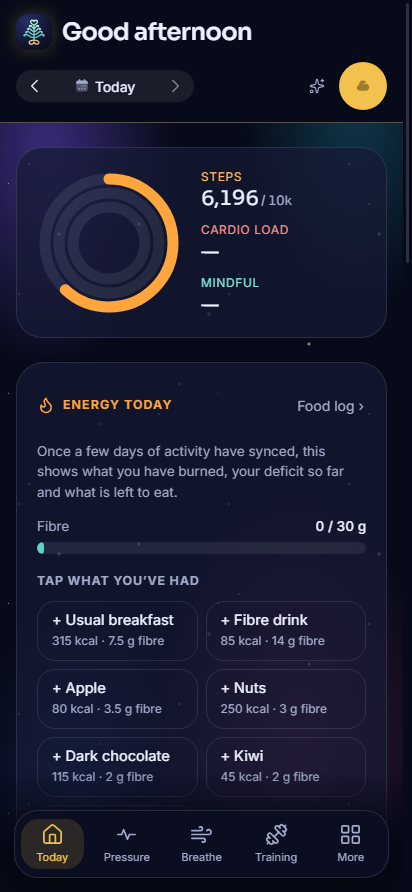 Good afternoon
Today
STEPS
6,196 / 10k
CARDIO LOAD
—
MINDFUL
—
ENERGY TODAY
Food log ›
Once a few days of activity have synced, this
shows what you have burned, your deficit so far
and what is left to eat.
Fibre
0 / 30 g
TAP WHAT YOU’VE HAD
+ Usual breakfast
315 kcal · 7.5 g fibre
+ Fibre drink
85 kcal · 14 g fibre
+ Apple
80 kcal · 3.5 g fibre
+ Nuts
250 kcal · 3 g fibre
+ Dark chocolate
115 kcal · 2 g fibre
+ Kiwi
45 kcal · 2 g fibre
Today
Pressure
Breathe
Training
More